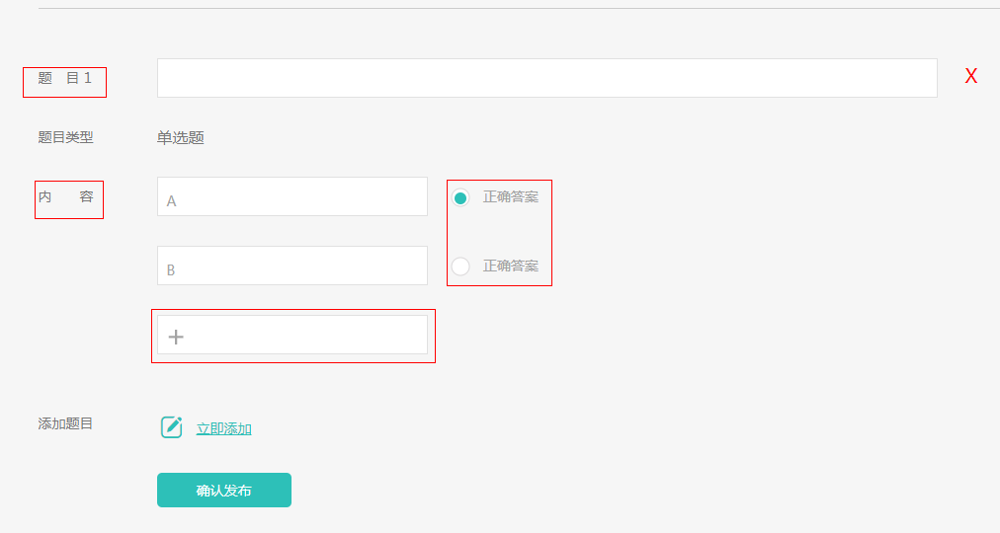 题 目 1
X
题目类型 单选题
内 容 A 正确答案
B 正确答案
+
添加题目 立即添加
确认发布